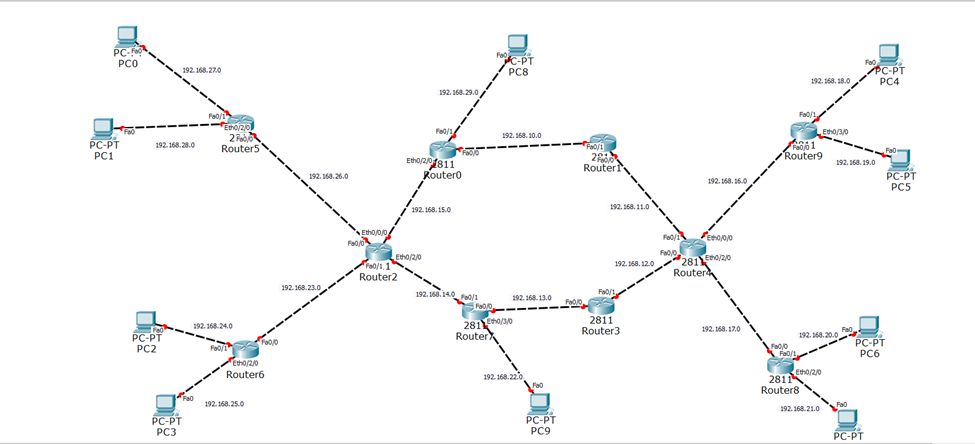 Fa0
PC-PT
PC0
192.168.27.0
Fa0
PC-PT
PC1
192.168.28.0
Fa0/1
Eth0/2/0
Fa0/0
Router5
192.168.26.0
Fa0
C-PT
PC8
192.168.29.0
Fa0/1
Fa0/0
Eth0/2/0
2811
Router0
192.168.10.0
Fa0/1
Fa0/0
Router1
192.168.15.0
192.168.11.0
Fa0
PC-PT
PC4
192.168.18.0
Fa0/1
Eth0/3/0
Fa0/0
2811
Router9
192.168.19.0
Fa0
PC-PT
PC5
192.168.16.0
Eth0/0/0
Fa0/0
Fa0/1
Eth0/2/0
Router2
Fa0/1
Eth0/0/0
Fa0/0
Eth0/2/0
2811
Router4
192.168.12.0
192.168.23.0
192.168.14.0
Fa0/1
Fa0/0
Eth0/3/0
2811
Router7
192.168.13.0
Fa0/0
Fa0/1
2811
Router3
PC-PT
Fa0
PC2
192.168.24.0
Fa0/1
Fa0/0
Eth0/2/0
Router6
192.168.25.0
Fa0
PC-PT
PC3
192.168.22.0
Fa0
PC-PT
PC9
192.168.17.0
Fa0/0
Fa0/1
Eth0/2/0
2811
Router8
192.168.20.0
Fa0
PC-PT
PC6
192.168.21.0
Fa0
PC-PT